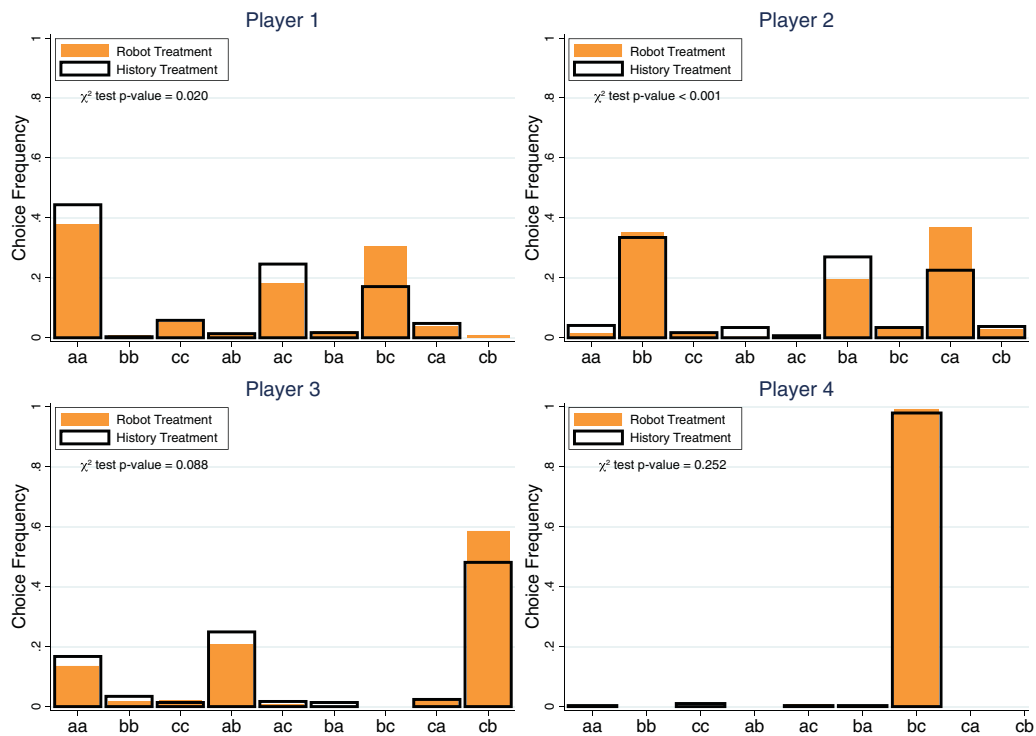 Player 1
Robot Treatment
History Treatment
χ² test p-value = 0.020
Choice Frequency
1
.8
.6
.4
.2
0
aa bb cc ab ac ba bc ca cb
Player 2
Robot Treatment
History Treatment
χ² test p-value < 0.001
Choice Frequency
1
.8
.6
.4
.2
0
aa bb cc ab ac ba bc ca cb
Player 3
Robot Treatment
History Treatment
χ² test p-value = 0.088
Choice Frequency
1
.8
.6
.4
.2
0
aa bb cc ab ac ba bc ca cb
Player 4
Robot Treatment
History Treatment
χ² test p-value = 0.252
Choice Frequency
1
.8
.6
.4
.2
0
aa bb cc ab ac ba bc ca cb